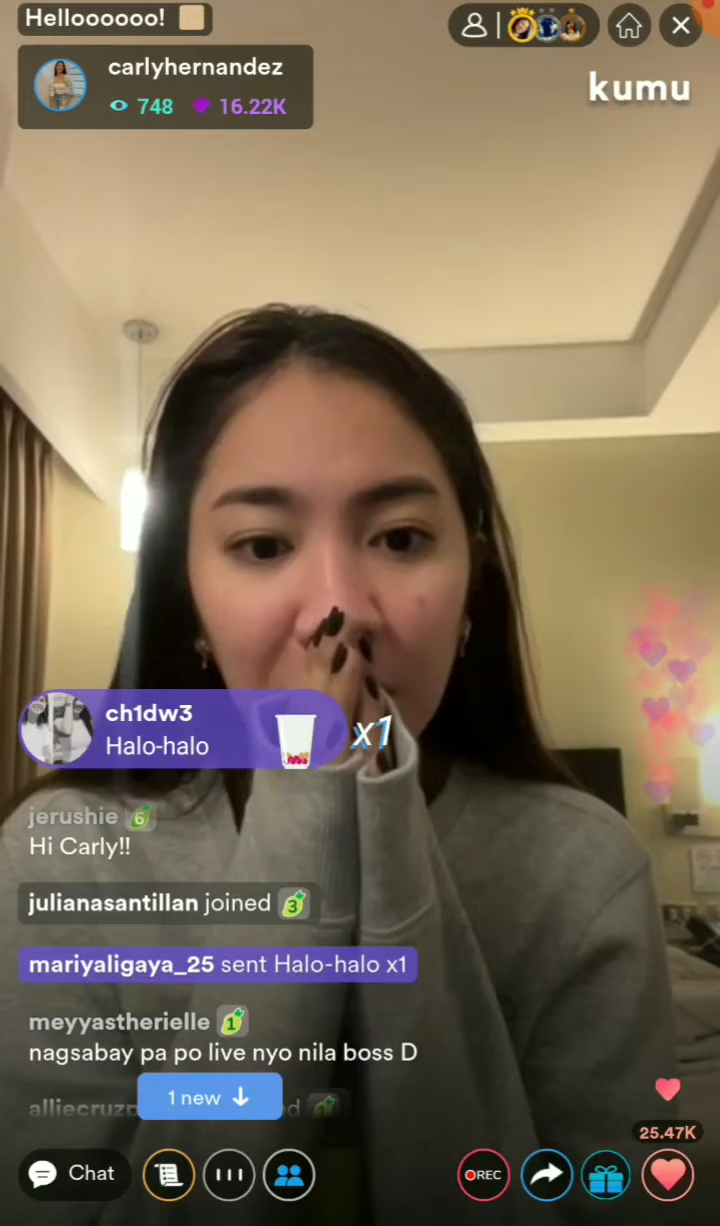 Helloooooo!
carlyhernandez
748 16.22K
kumu
ch1dw3
Halo-halo
x1
jerushie 6
Hi Carly!!
julianasantillan joined 3
mariyaligaya_25 sent Halo-halo x1
meyyastherielle 1
nagsabay pa po live nyo nila boss D
1 new
25.47K
Chat
REC